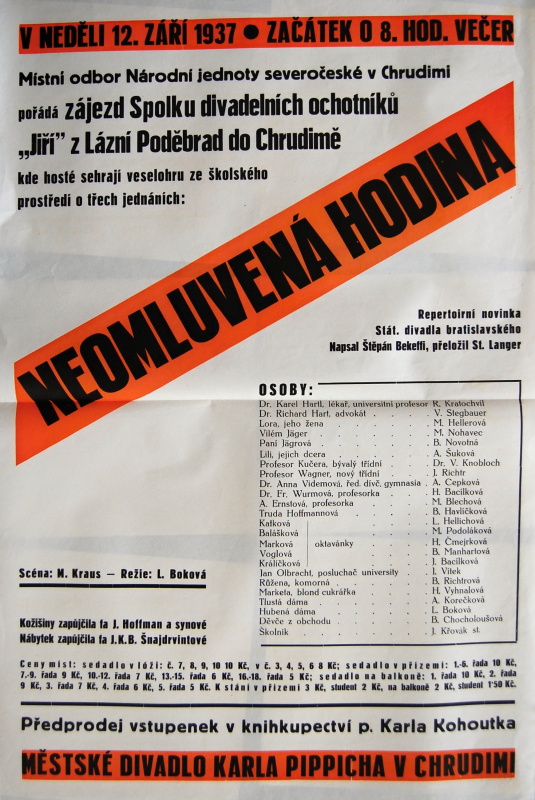 V NEDĚLI 12. ZÁŘÍ 1937 ● ZAČÁTEK O 8. HOD. VEČER
Místní odbor Národní jednoty severočeské v Chrudimi
pořádá zájezd Spolku divadelních ochotníků
„Jiří” z Lázní Poděbrad do Chrudimě
kde hosté sehrají veselohru ze školského
prostředí o třech jednáních:
NEOMLUVENÁ HODINA
Repertoirní novinka
Stát. divadla bratislavského
Napsal Štěpán Bekeffi, přeložil St. Langer
OSOBY:
Dr. Karel Hartl, lékař, universitní profesor R. Kratochvíl
Dr. Richard Hart, advokát . . . . V. Stegbauer
Lora, jeho žena . . . . M. Hellerová
Vilém Jäger . . . . M. Nohavec
Paní Jägrová . . . . B. Novotná
Lili, jejich dcera . . . . A. Šuková
Profesor Kučera, bývalý třídní . . Dr. V. Knobloch
Profesor Wagner, nový třídní . . . J. Richtr
Dr. Anna Videmová, řed. dívč. gymnasia . A. Cepková
Dr. Fr. Wurmová, profesorka . . . H. Bacílková
A. Ernstová, profesorka . . . M. Blechová
Truda Hoffmannová . . . B. Havlíčková
Kafková . . . L. Hellichová
Balášková . . . M. Podoláková
Marková oktavánky . . . H. Čmejrková
Voglová . . . B. Manhartová
Králíčková . . . J. Bacílková
Jan Olbracht, posluchač university . . J. Vítek
Růžena, komorná . . . B. Richtrová
Marketa, blond cukrářka . . . H. Vyhnalová
Tlustá dáma . . . A. Korečková
Hubená dáma . . . L. Boková
Děvče z obchodu . . . B. Chocholoušová
Školník . . . J. Křovák st.
Scéna: M. Kraus – Režie: L. Boková
Kožišiny zapůjčila fa J. Hoffman a synové
Nábytek zapůjčila fa J.K.B. Šnajdrvintové
Ceny míst: sedadlo v lóži: č. 7, 8, 9, 10 10 Kč, v č. 3, 4, 5, 6 8 Kč; sedadlo v přízemí: 1.-6. řada 10 Kč,
7.-9. řada 9 Kč, 10.-12. řada 7 Kč, 13.-15. řada 6 Kč, 16.-18. řada 5 Kč; sedadlo na balkoně: 1. řada 10 Kč, 2. řada
9 Kč, 3. řada 7 Kč, 4. řada 6 Kč, 5. řada 5 Kč. K stání v přízemí 3 Kč, student 2 Kč, na balkoně 2 Kč, student 1·50 Kč.
Předprodej vstupenek v knihkupectví p. Karla Kohoutka
MĚSTSKÉ DIVADLO KARLA PIPPICHA V CHRUDIMI